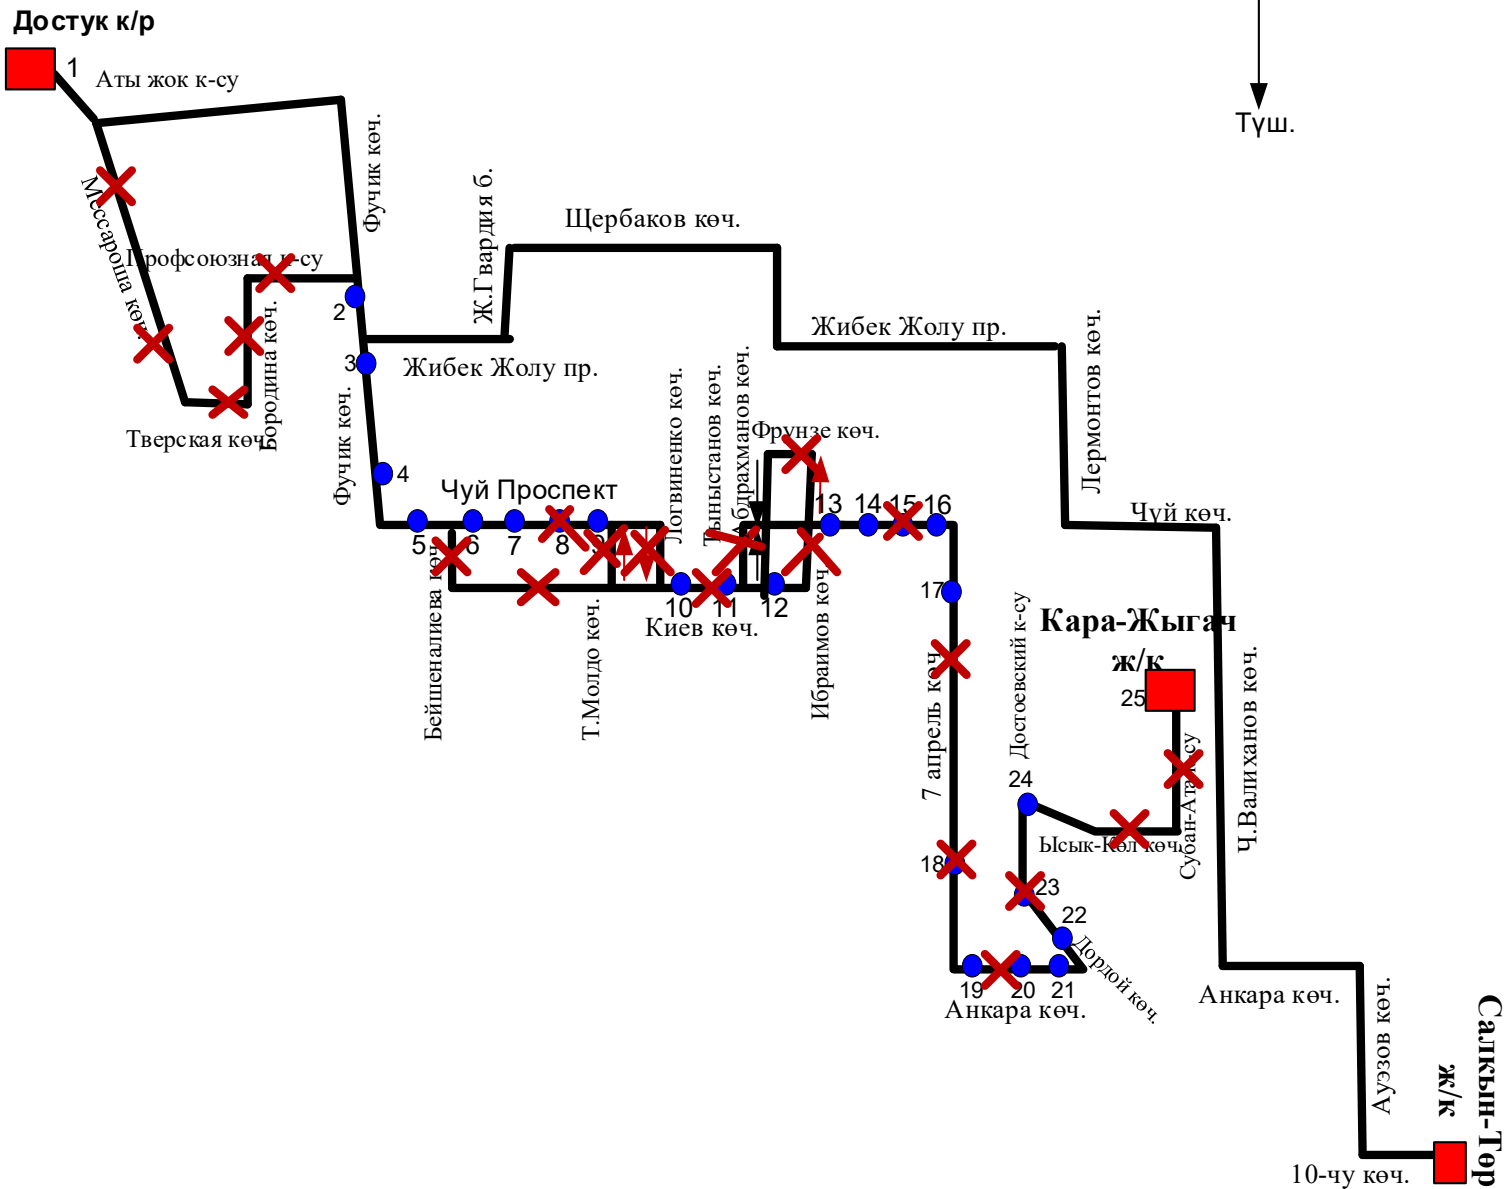 Достук к/р
1
Аты жок к-су
Түш.
Фучик көч.
Мессароша көч.
Профсоюзная к-су
Ж.Гвардия б.
Щербаков көч.
2
Бородина көч.
Жибек Жолу пр.
3
Жибек Жолу пр.
Лермонтов көч.
Тверская көч.
Фучик көч.
Логвиненко көч.
Тыныстанов көч.
Абдрахманов көч.
Фрунзе көч.
4
Чуй Проспект
13
14
15
16
Чүй көч.
5
6
7
8
9
Бейшеналиева көч.
Т.Молдо көч.
10
11
12
Киев көч.
Ибраимов көч
17
7 апрель көч
Достоевский к-су
Кара-Жыгач
ж/к
25
Ч.Валиханов көч.
24
Ысык-Көл көч.
Субан-Ата к-су
18
23
22
Дордой көч.
19
20
21
Анкара көч.
Анкара көч.
Ауэзов көч.
Салкын-Төр
ж/к
10-чу көч.